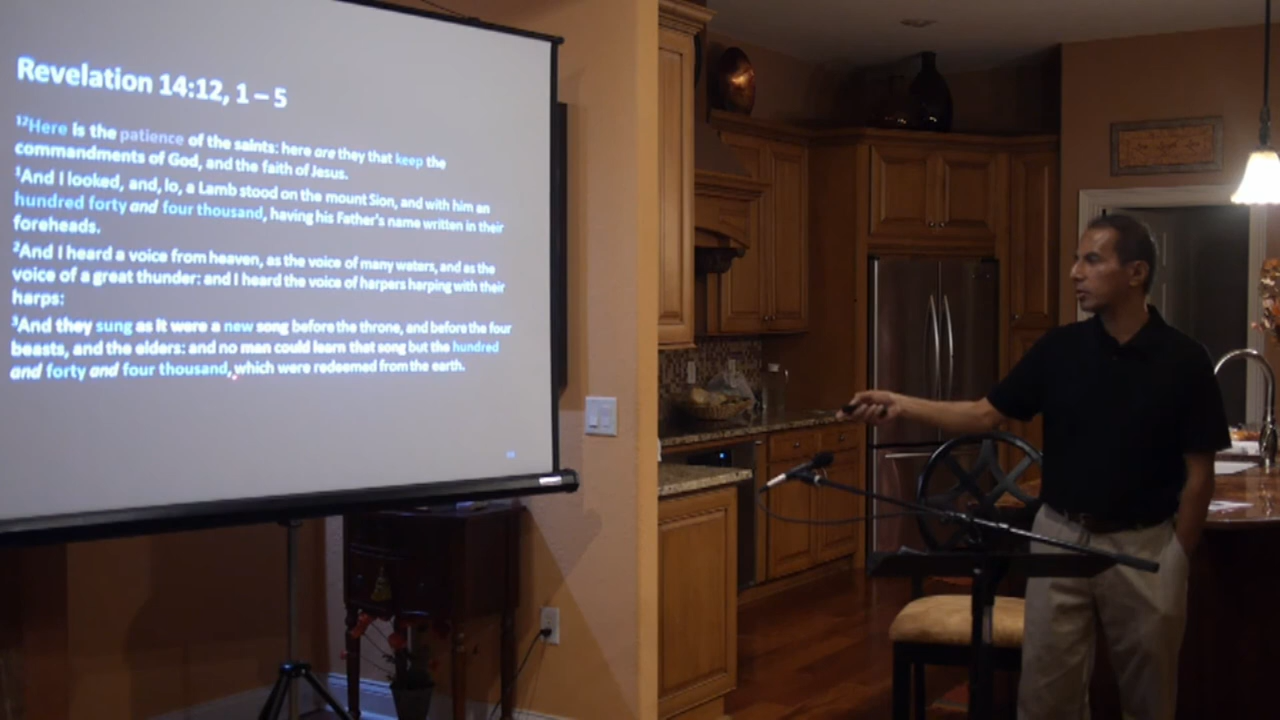 Revelation 14:12, 1 – 5
¹²Here is the patience of the saints: here are they that keep the
commandments of God, and the faith of Jesus.
¹And I looked, and, lo, a Lamb stood on the mount Sion, and with him an
hundred forty and four thousand, having his Father's name written in their
foreheads.
²And I heard a voice from heaven, as the voice of many waters, and as the
voice of a great thunder: and I heard the voice of harpers harping with their
harps:
³And they sung as it were a new song before the throne, and before the four
beasts, and the elders: and no man could learn that song but the hundred
and forty and four thousand, which were redeemed from the earth.